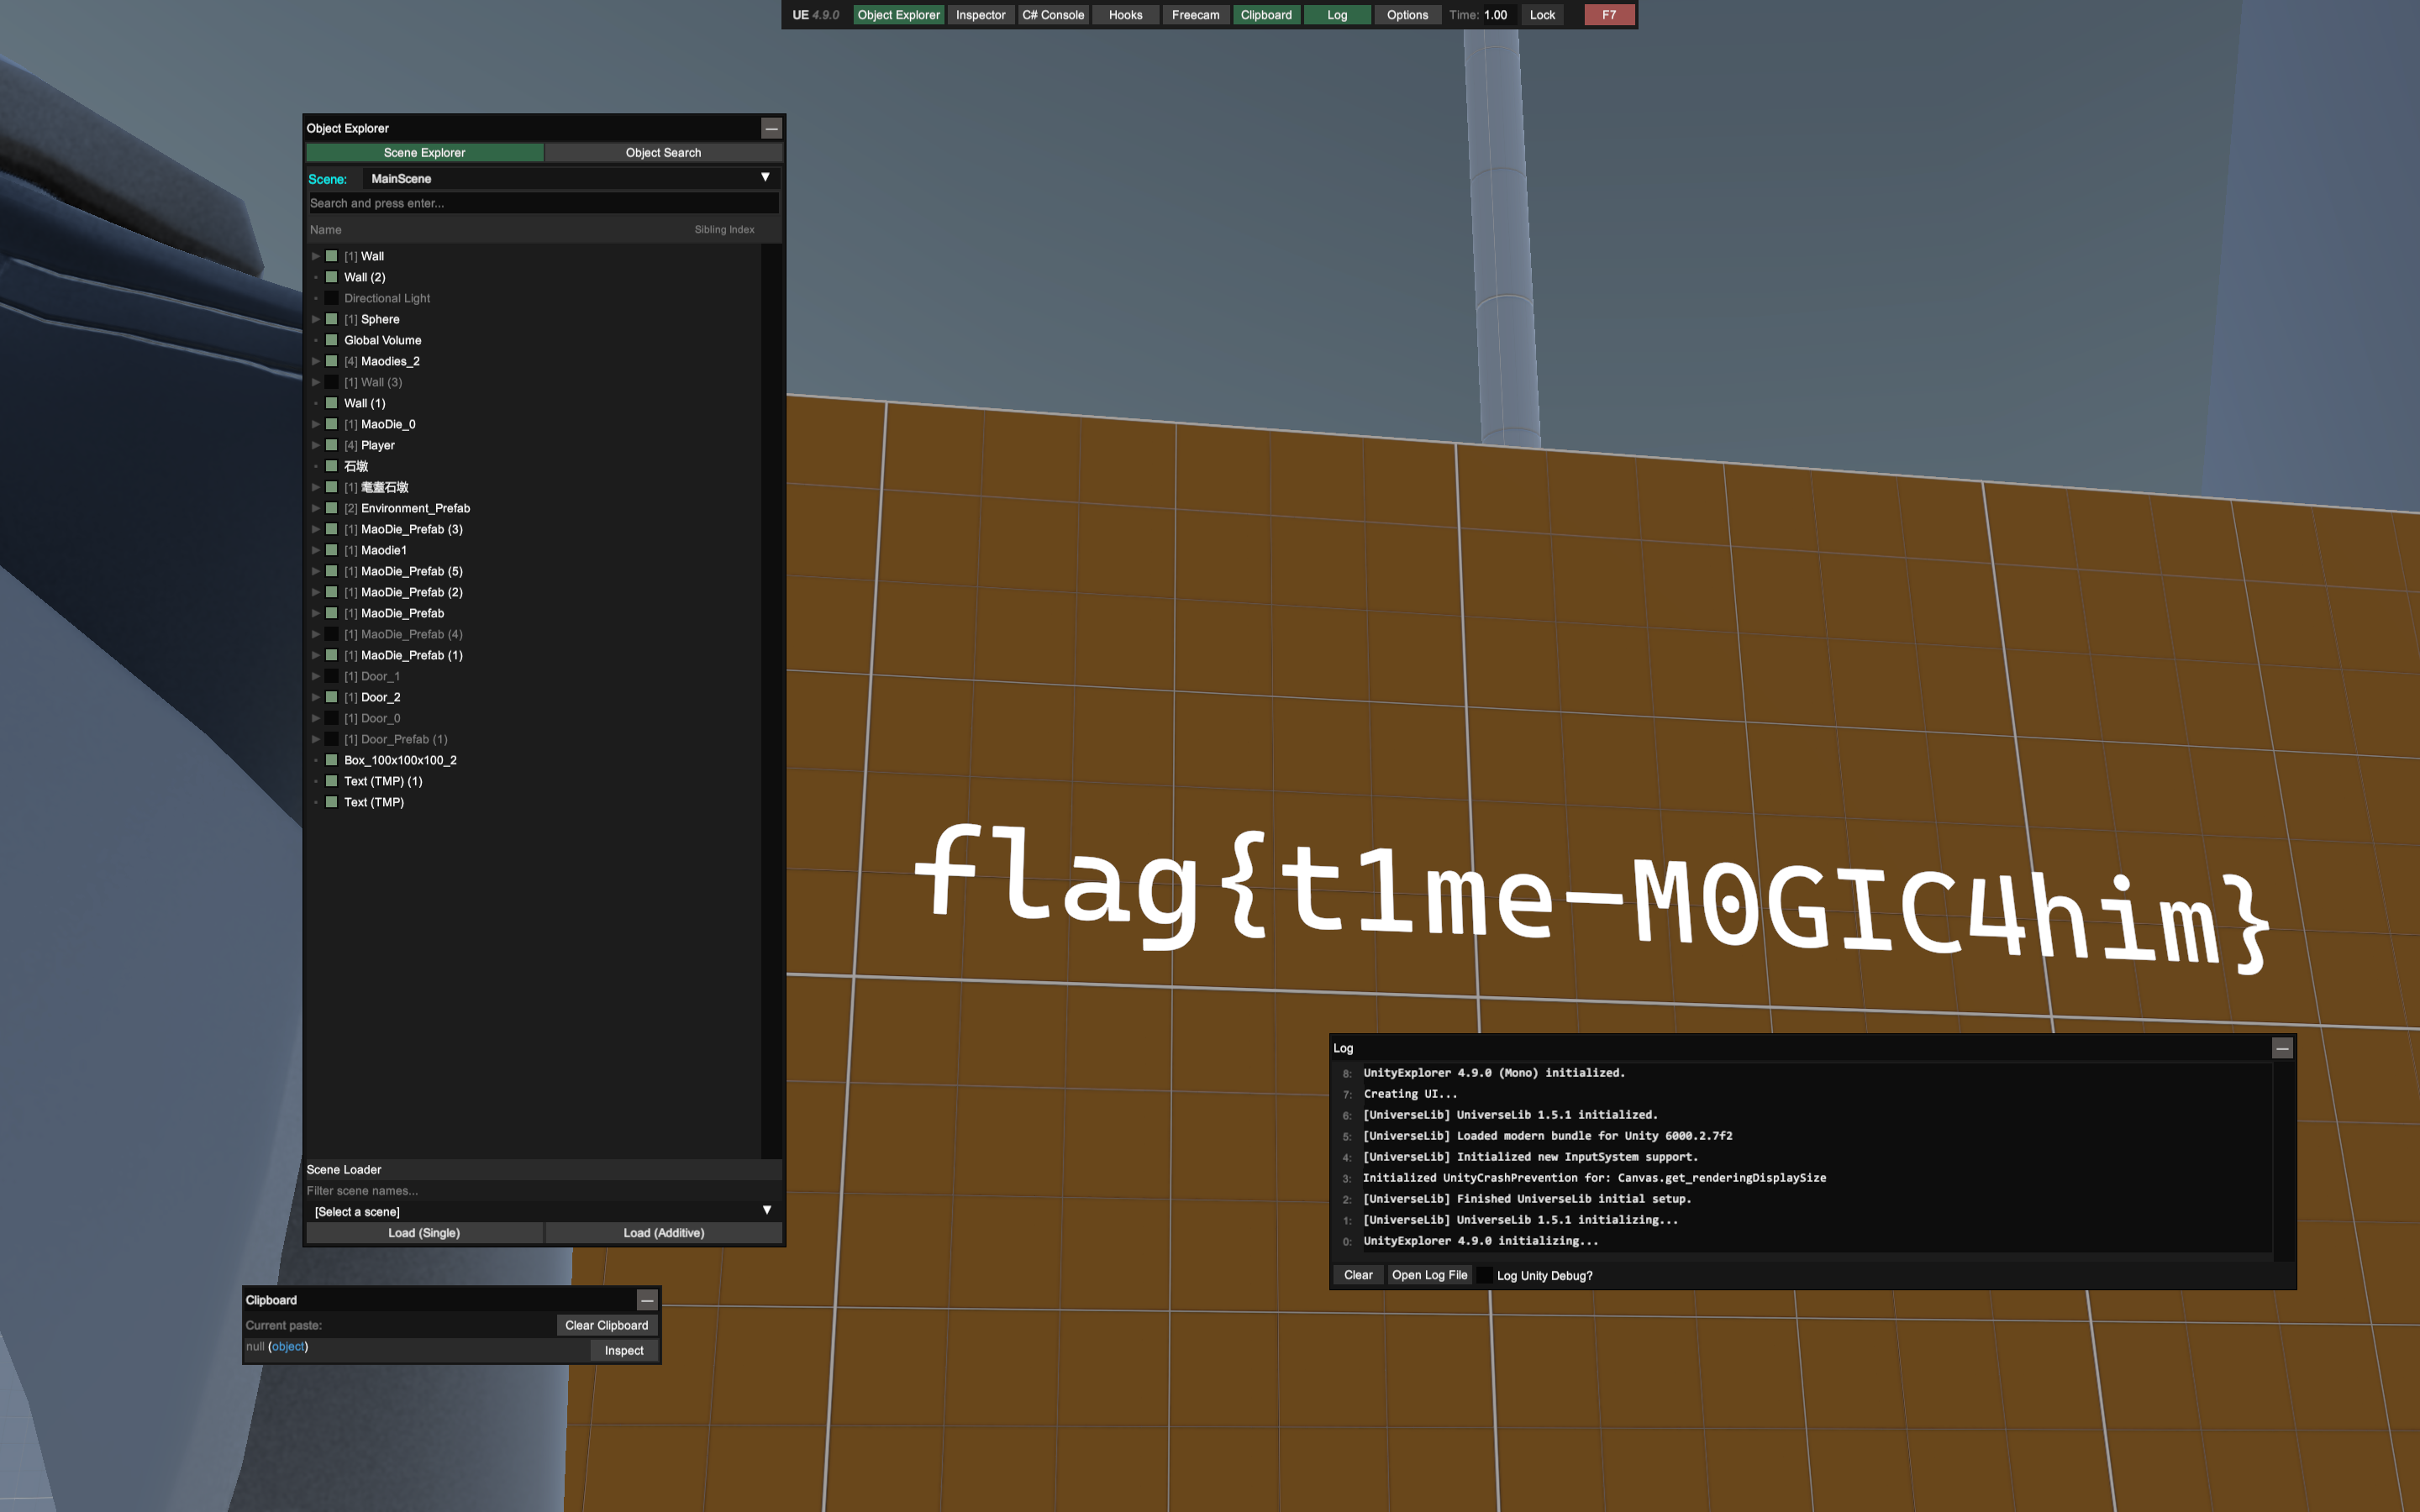 UE 4.9.0 Object Explorer Inspector C# Console Hooks Freecam Clipboard Log Options Time: 1.00 Lock F7
Object Explorer
Scene Explorer Object Search
Scene: MainScene
Search and press enter...
Name Sibling Index
[1] Wall
Wall (2)
Directional Light
[1] Sphere
Global Volume
[4] Maodies_2
[1] Wall (3)
Wall (1)
[1] MaoDie_0
[4] Player
石墩
[1] 耄耋石墩
[2] Environment_Prefab
[1] MaoDie_Prefab (3)
[1] Maodie1
[1] MaoDie_Prefab (5)
[1] MaoDie_Prefab (2)
[1] MaoDie_Prefab
[1] MaoDie_Prefab (4)
[1] MaoDie_Prefab (1)
[1] Door_1
[1] Door_2
[1] Door_0
[1] Door_Prefab (1)
Box_100x100x100_2
Text (TMP) (1)
Text (TMP)
Scene Loader
Filter scene names...
[Select a scene]
Load (Single) Load (Additive)
flag{t1me-M0GIC4him}
Log
8: UnityExplorer 4.9.0 (Mono) initialized.
7: Creating UI...
6: [UniverseLib] UniverseLib 1.5.1 initialized.
5: [UniverseLib] Loaded modern bundle for Unity 6000.2.7f2
4: [UniverseLib] Initialized new InputSystem support.
3: Initialized UnityCrashPrevention for: Canvas.get_renderingDisplaySize
2: [UniverseLib] Finished UniverseLib initial setup.
1: [UniverseLib] UniverseLib 1.5.1 initializing...
0: UnityExplorer 4.9.0 initializing...
Clear Open Log File Log Unity Debug?
Clipboard
Current paste: Clear Clipboard
null (object) Inspect